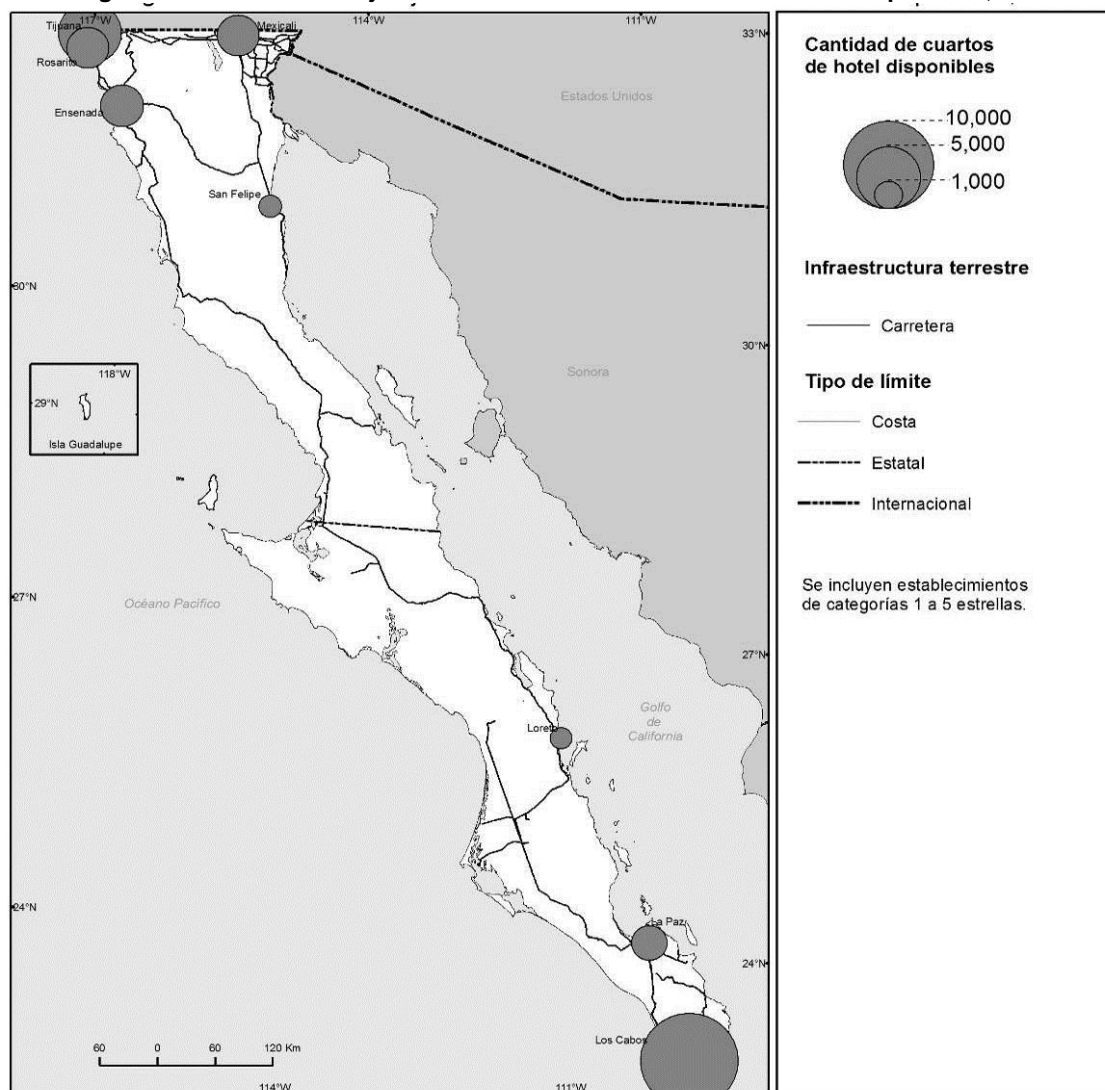 117°W
114°W
111°W
33°N
Tijuana
Mexicali
Rosarito
Ensenada
Estados Unidos
San Felipe
30°N
30°N
Sonora
118°W
29°N
Isla Guadalupe
Océano Pacífico
27°N
27°N
Golfo
de
California
Loreto
24°N
La Paz
24°N
Los Cabos
60 0 60 120 Km
114°W
111°W
Cantidad de cuartos
de hotel disponibles
10,000
5,000
1,000
Infraestructura terrestre
Carretera
Tipo de límite
Costa
Estatal
Internacional
Se incluyen establecimientos
de categorías 1 a 5 estrellas.